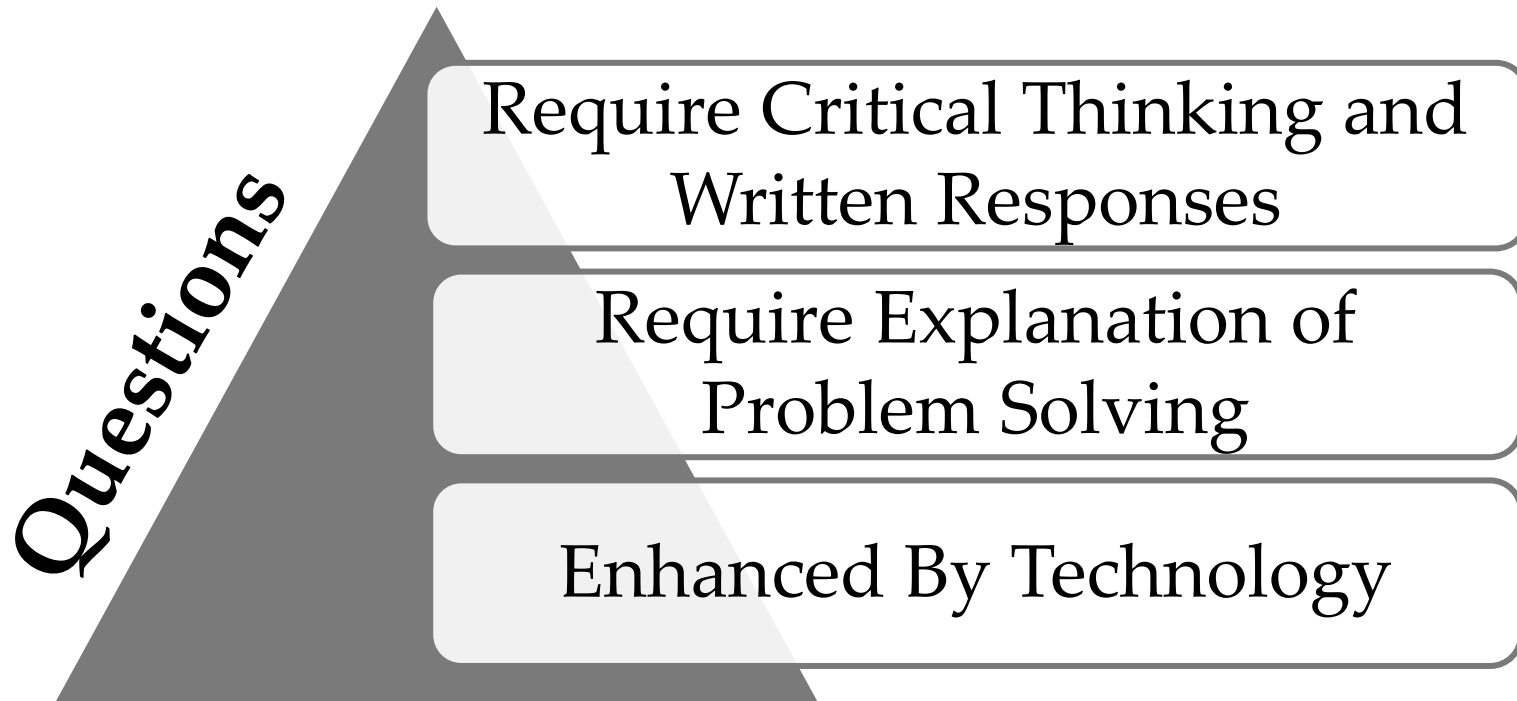 Questions
Require Critical Thinking and
Written Responses
Require Explanation of
Problem Solving
Enhanced By Technology